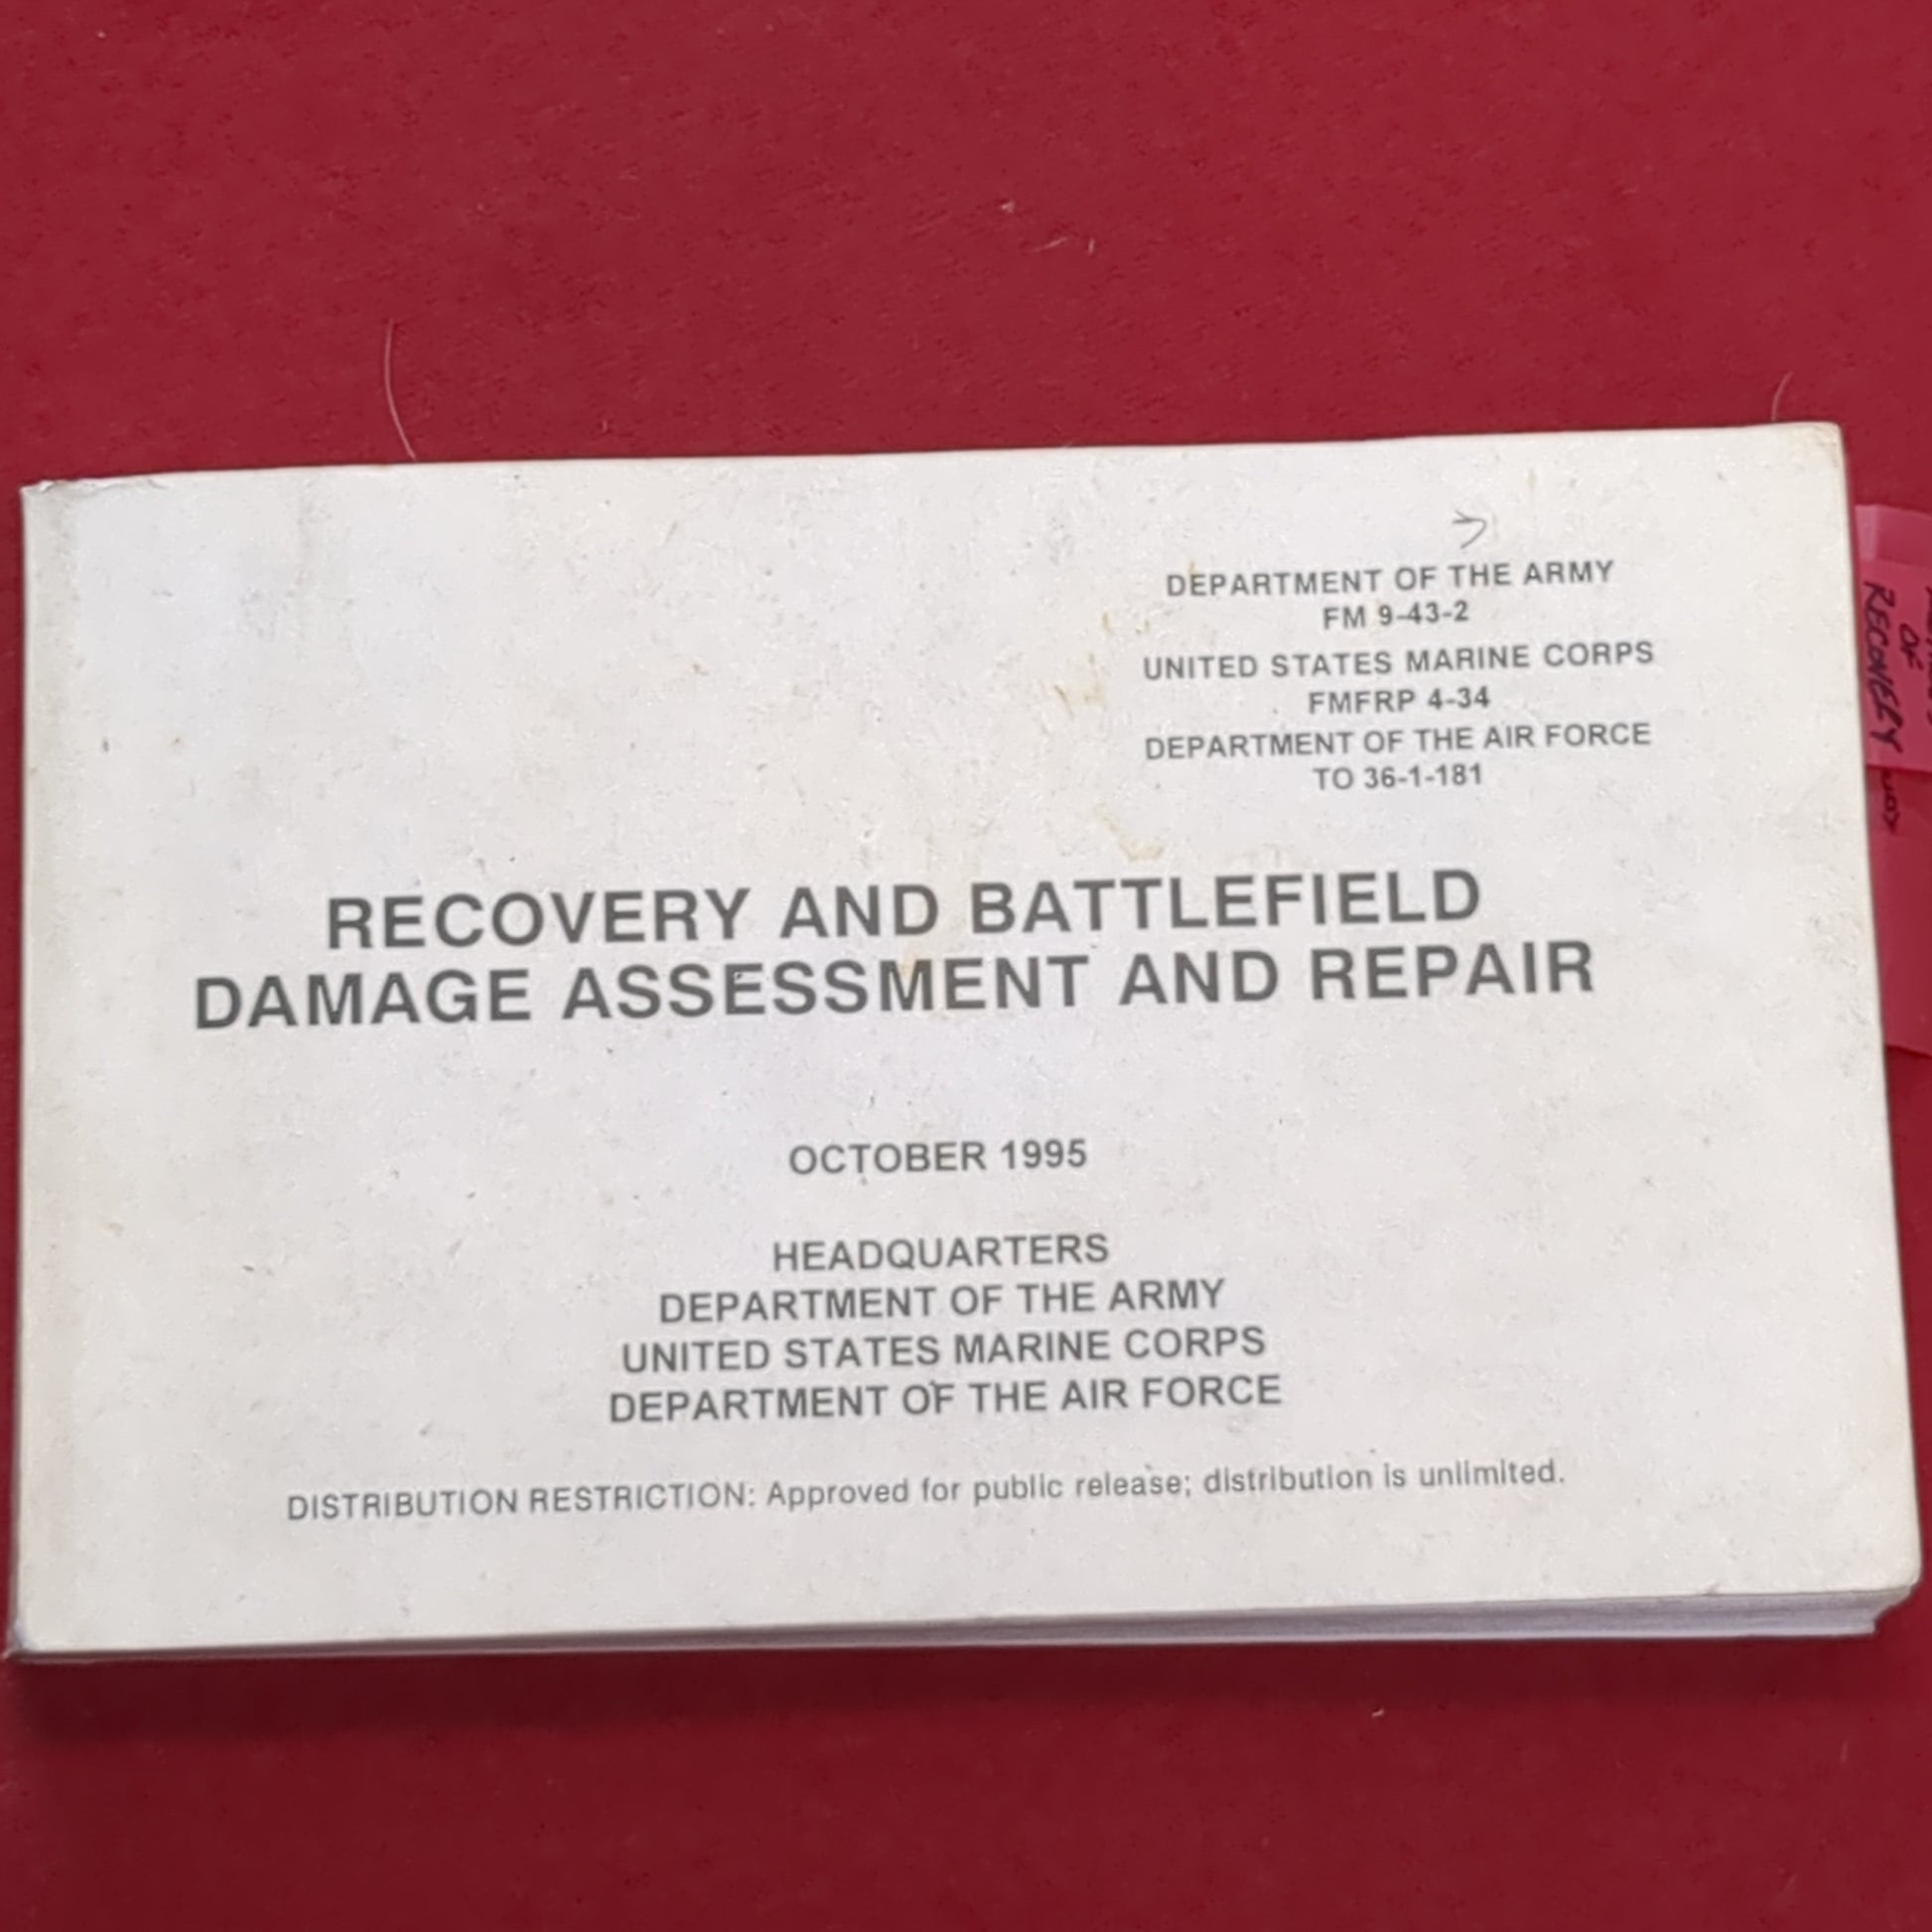 DEPARTMENT OF THE ARMY
FM 9-43-2
UNITED STATES MARINE CORPS
FMFRP 4-34
DEPARTMENT OF THE AIR FORCE
TO 36-1-181
RECOVERY AND BATTLEFIELD
DAMAGE ASSESSMENT AND REPAIR
OCTOBER 1995
HEADQUARTERS
DEPARTMENT OF THE ARMY
UNITED STATES MARINE CORPS
DEPARTMENT OF THE AIR FORCE
DISTRIBUTION RESTRICTION: Approved for public release; distribution is unlimited.
OF
RECOVERY